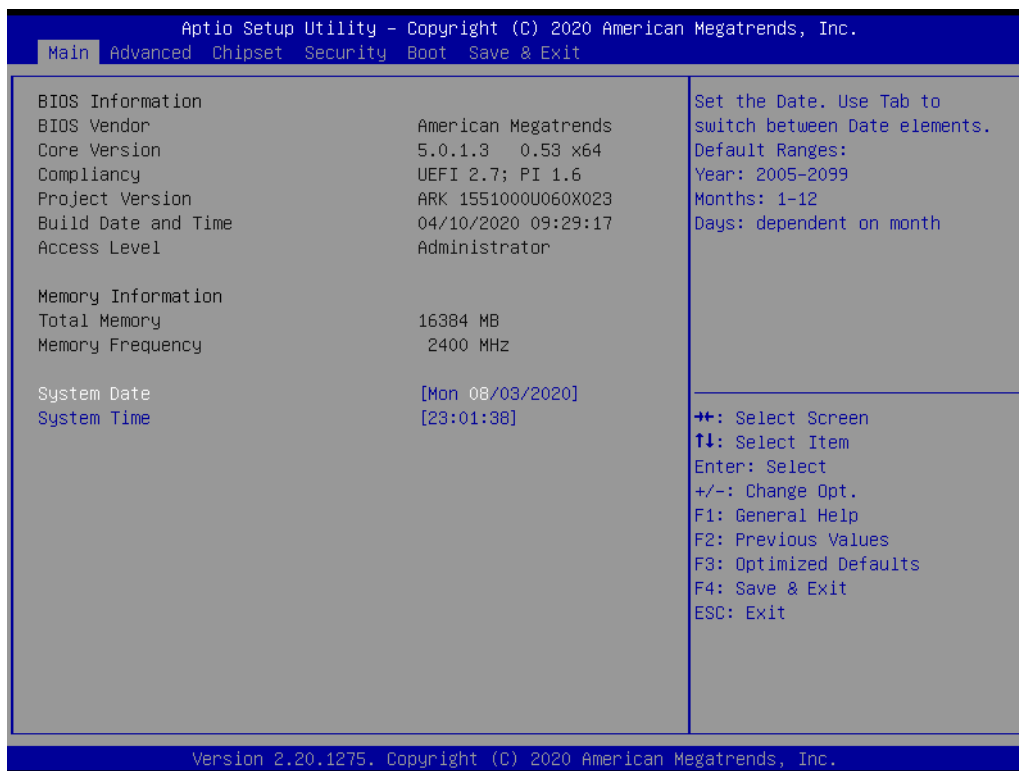 Aptio Setup Utility – Copyright (C) 2020 American Megatrends, Inc.
Main Advanced Chipset Security Boot Save & Exit
BIOS Information
BIOS Vendor American Megatrends
Core Version 5.0.1.3 0.53 x64
Compliancy UEFI 2.7; PI 1.6
Project Version ARK 1551000U060X023
Build Date and Time 04/10/2020 09:29:17
Access Level Administrator
Memory Information
Total Memory 16384 MB
Memory Frequency 2400 MHz
System Date [Mon 08/03/2020]
System Time [23:01:38]
Set the Date. Use Tab to
switch between Date elements.
Default Ranges:
Year: 2005-2099
Months: 1-12
Days: dependent on month
→←: Select Screen
↑↓: Select Item
Enter: Select
+/-: Change Opt.
F1: General Help
F2: Previous Values
F3: Optimized Defaults
F4: Save & Exit
ESC: Exit
Version 2.20.1275. Copyright (C) 2020 American Megatrends, Inc.